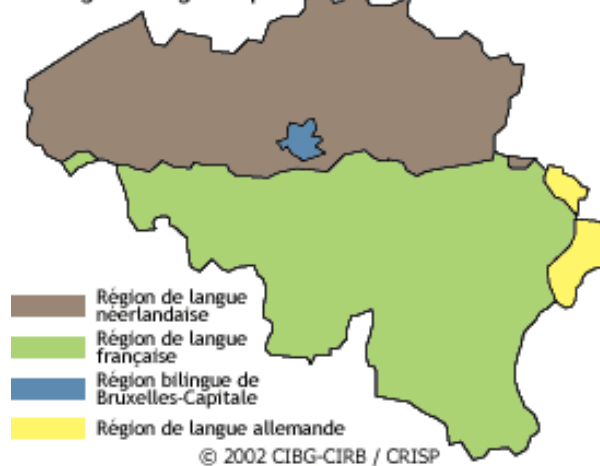 Région de langue
néerlandaise
Région de langue
française
Région bilingue de
Bruxelles-Capitale
Région de langue allemande
© 2002 CIBG-CIRB / CRISP